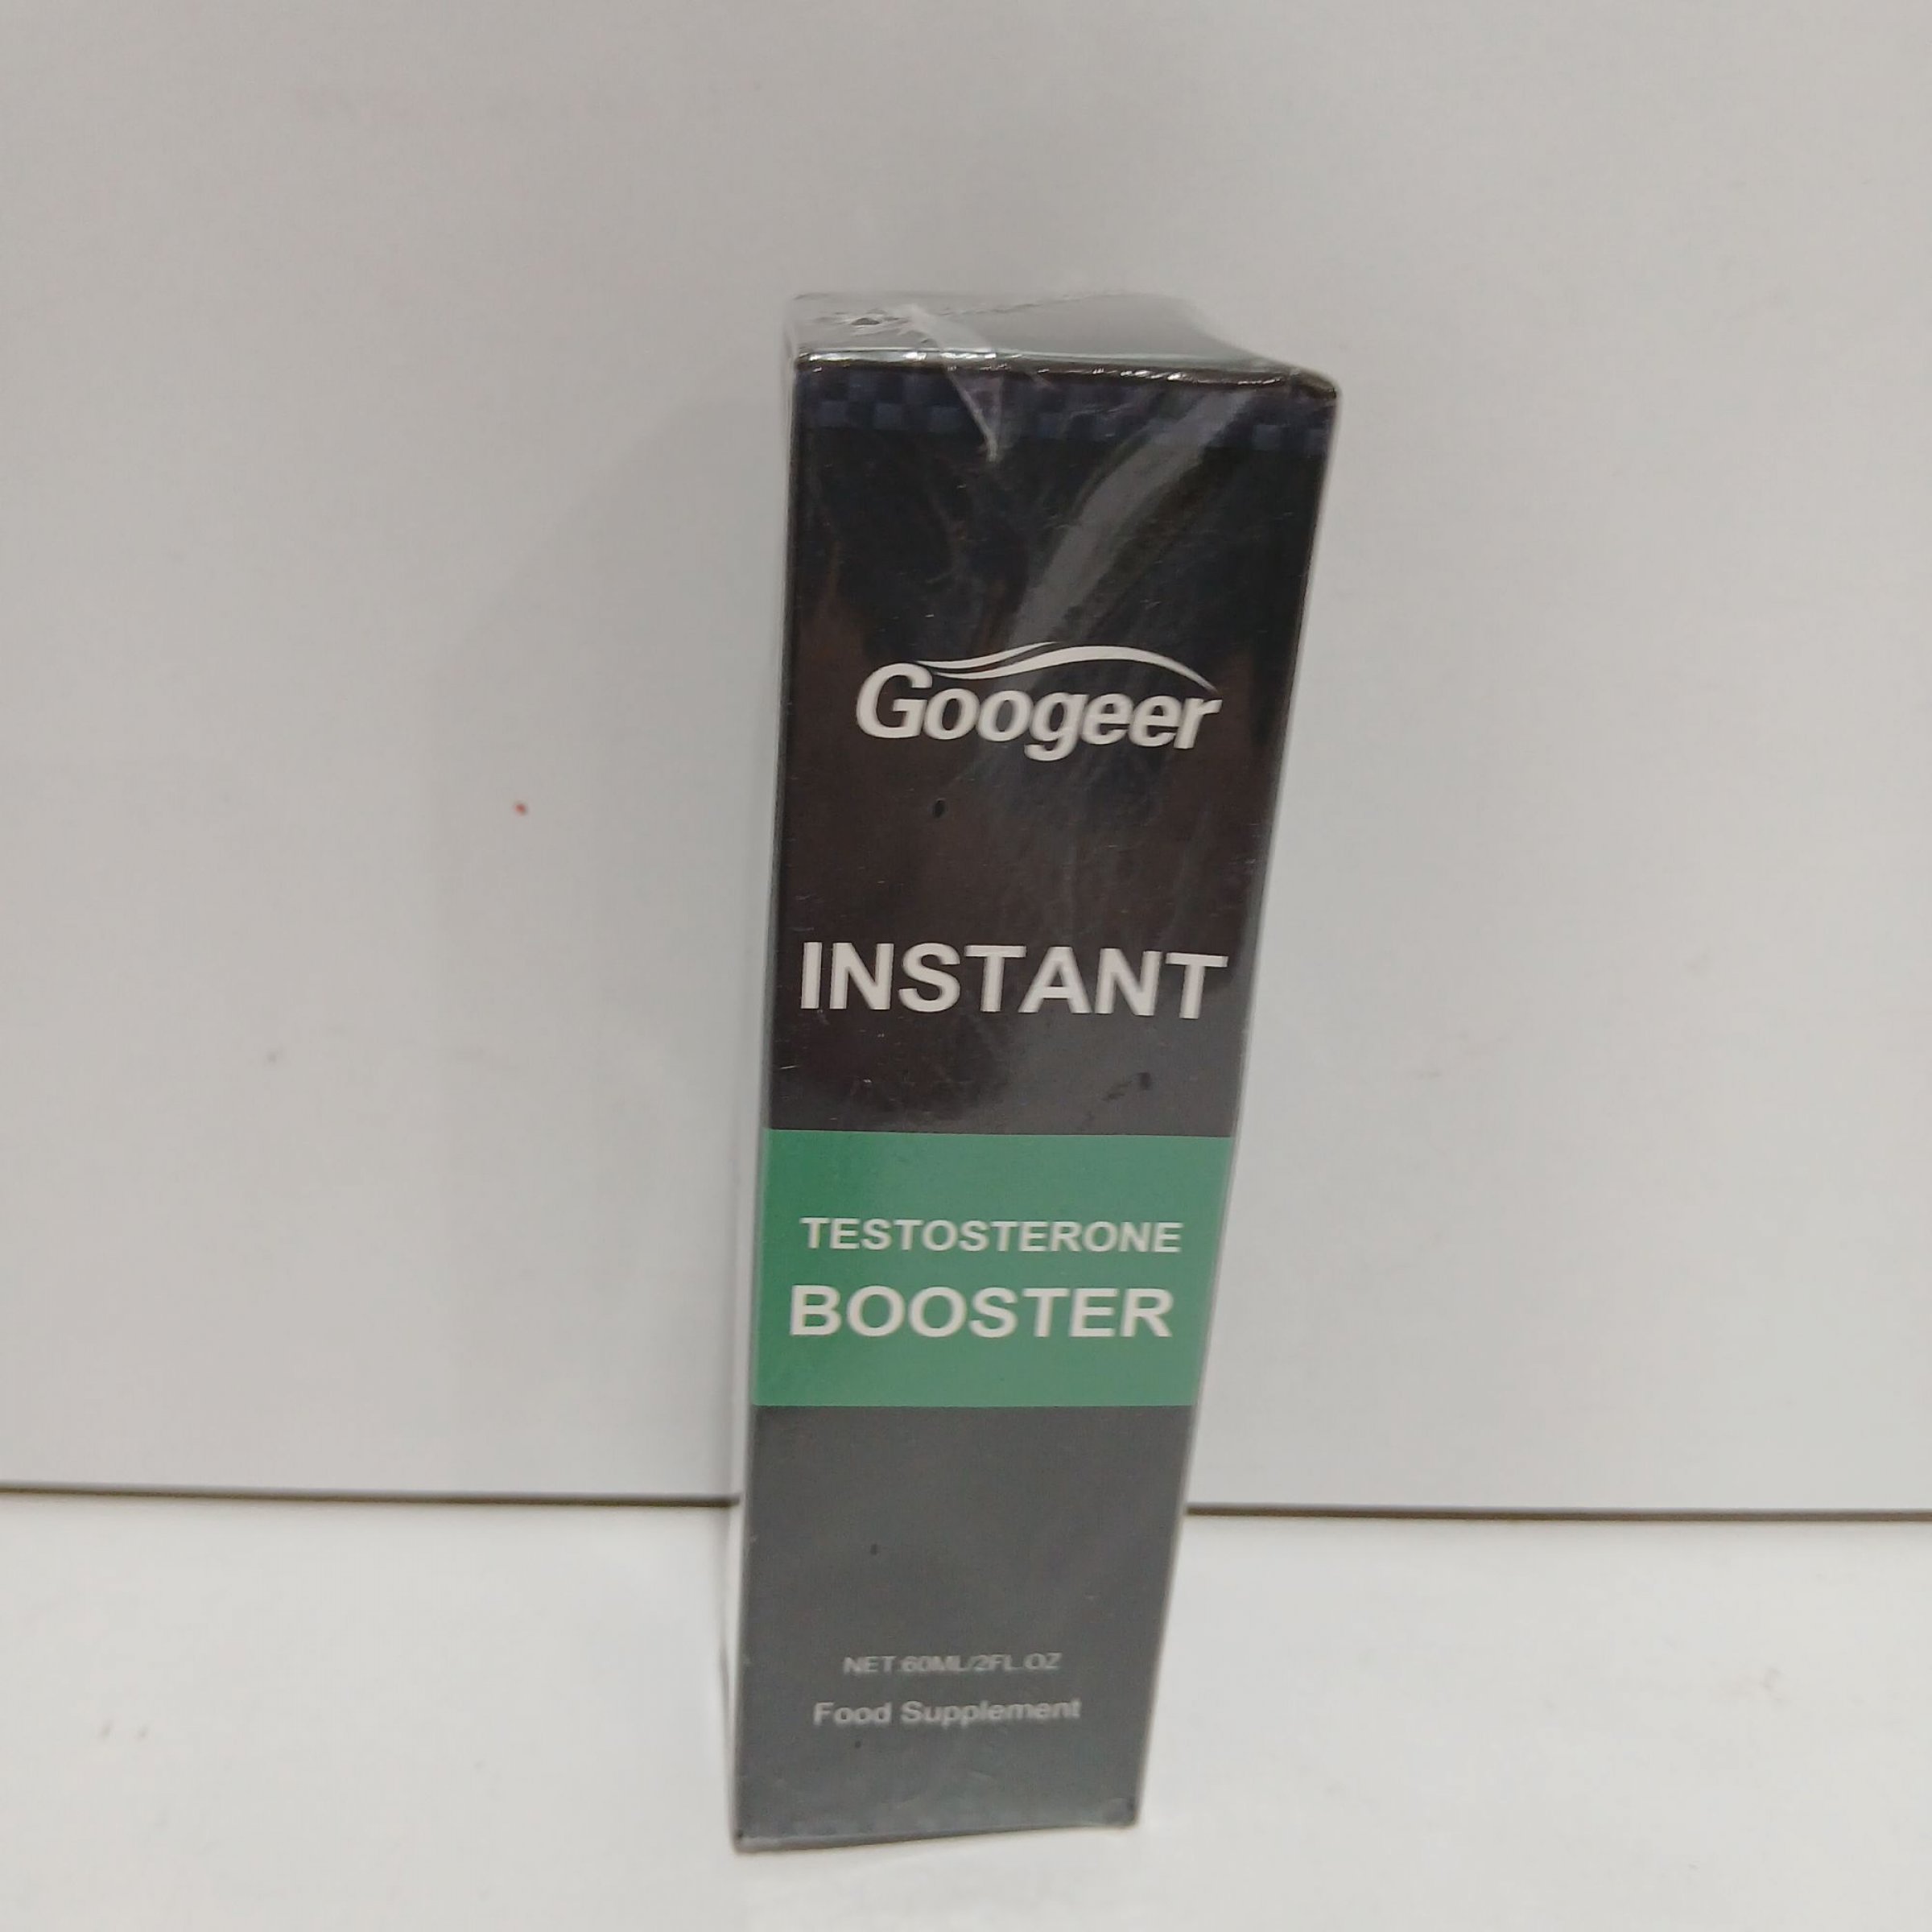 Googeer
INSTANT
TESTOSTERONE
BOOSTER
NET:60ML/2FL.OZ
Food Supplement